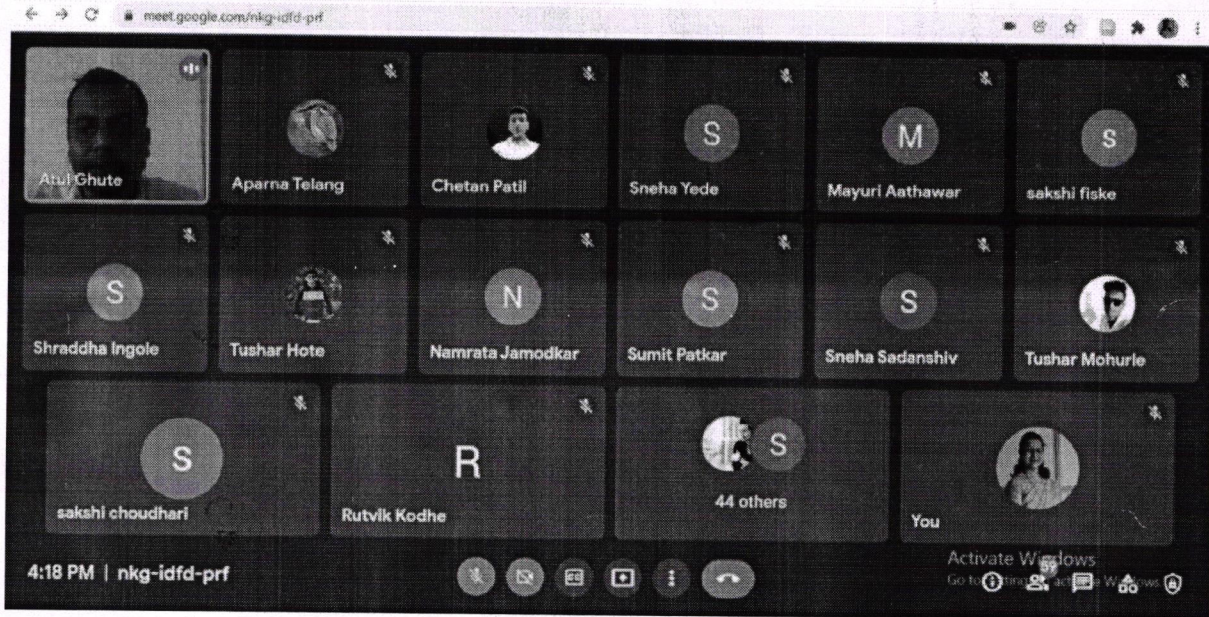 meet.google.com/nkg-idfd-prf
Atul Ghute
Aparna Telang
Chetan Patil
S
Sneha Yede
M
Mayuri Aathawar
s
sakshi fiske
S
Shraddha Ingole
Tushar Hote
N
Namrata Jamodkar
S
Sumit Patkar
S
Sneha Sadanshiv
Tushar Mohurle
S
sakshi choudhari
R
Rutvik Kodhe
S
44 others
You
4:18 PM | nkg-idfd-prf
Activate Windows
Go to
59